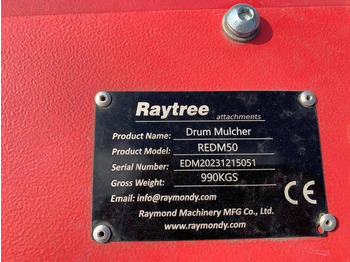 Raytree attachments
Product Name: Drum Mulcher
Product Model: REDM50
Serial Number: EDM20231215051
Gross Weight: 990KGS
Email: info@raymondy.com CE
Raymond Machinery MFG Co., Ltd.
www.raymondy.com